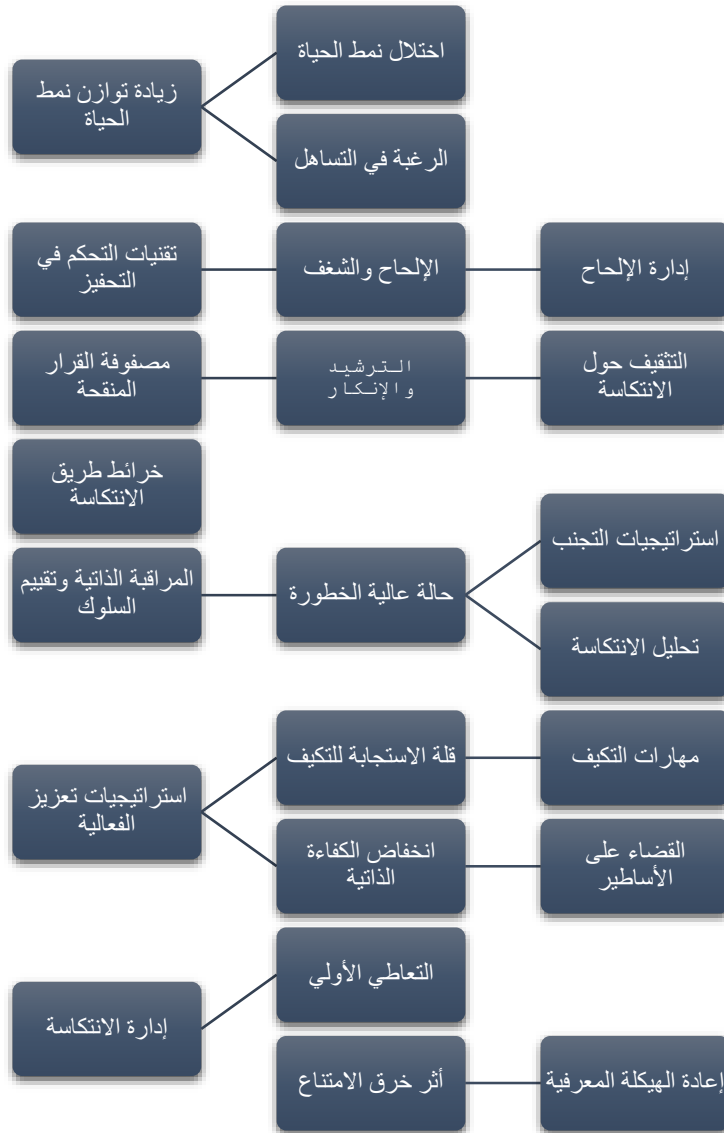 اختلال نمط الحياة
زيادة توازن نمط
الحياة
الرغبة في التساهل
إدارة الإلحاح
الإلحاح والشغف
تقنيات التحكم في
التحفيز
التثقيف حول
الانتكاسة
الترشيد
والإنكار
مصفوفة القرار
المنقحة
خرائط طريق
الانتكاسة
استراتيجيات التجنب
حالة عالية الخطورة
المراقبة الذاتية وتقييم
السلوك
تحليل الانتكاسة
مهارات التكيف
قلة الاستجابة للتكيف
استراتيجيات تعزيز
الفعالية
القضاء على
الأساطير
انخفاض الكفاءة
الذاتية
التعاطي الأولي
إدارة الانتكاسة
إعادة الهيكلة المعرفية
أثر خرق الامتناع